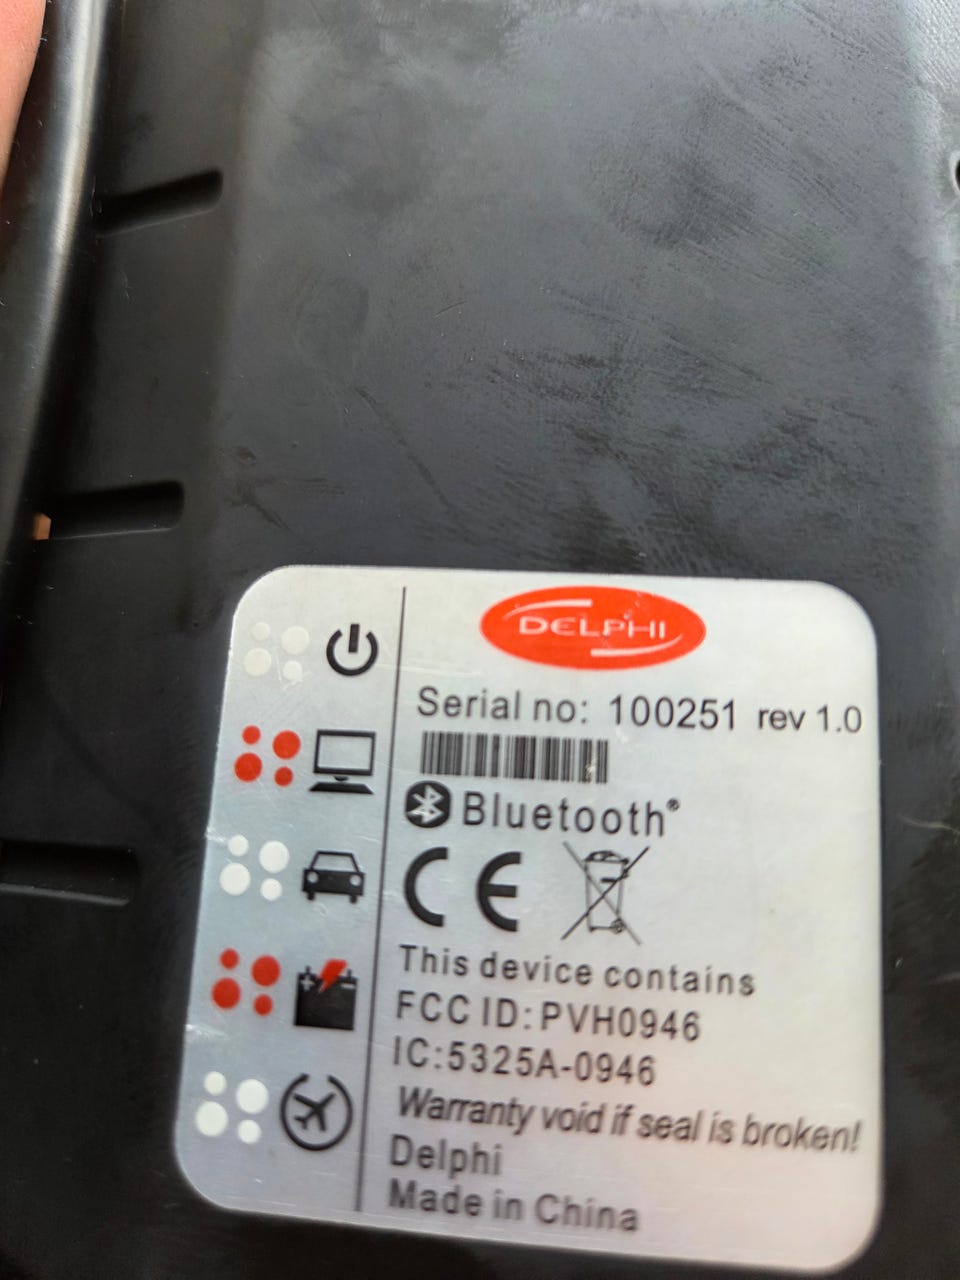 DELPHI
Serial no: 100251 rev 1.0
Bluetooth®
CE
This device contains
FCC ID: PVH0946
IC:5325A-0946
Warranty void if seal is broken!
Delphi
Made in China